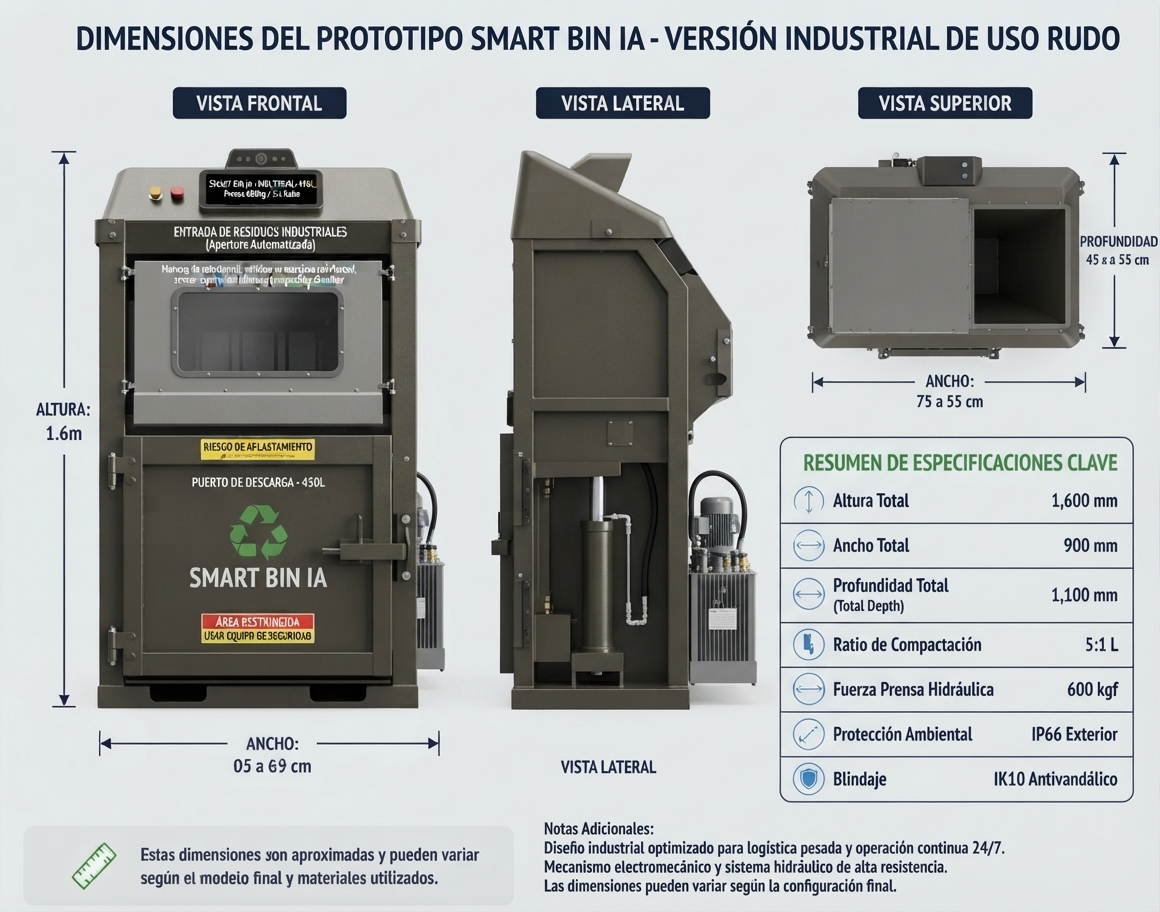 DIMENSIONES DEL PROTOTIPO SMART BIN IA - VERSIÓN INDUSTRIAL DE USO RUDO
VISTA FRONTAL
ENTRADA DE RESIDUOS INDUSTRIALES
(Aperture Automatizada)
ALTURA:
1.6m
RIESGO DE AFLASTAMIENTO
PUERTO DE DESCARGA - 450L
SMART BIN IA
ÁREA
USAR EQUIPO DE SEGURIDAD
ANCHO:
05 a 69 cm
VISTA LATERAL
VISTA LATERAL
VISTA SUPERIOR
PROFUNDIDAD
45 x a 55 cm
ANCHO:
75 a 55 cm
RESUMEN DE ESPECIFICACIONES CLAVE
Altura Total 1,600 mm
Ancho Total 900 mm
Profundidad Total
(Total Depth) 1,100 mm
Ratio de Compactación 5:1 L
Fuerza Prensa Hidráulica 600 kgf
Protección Ambiental IP66 Exterior
Blindaje IK10 Antivandálico
Estas dimensiones son aproximadas y pueden variar
según el modelo final y materiales utilizados.
Notas Adicionales:
Diseño industrial optimizado para logística pesada y operación continua 24/7.
Mecanismo electromecánico y sistema hidráulico de alta resistencia.
Las dimensiones pueden variar según la configuración final.